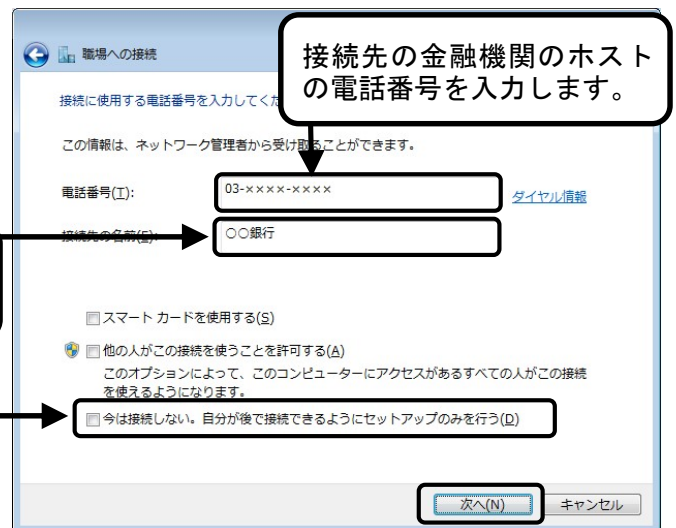 職場への接続
接続先の金融機関のホスト
の電話番号を入力します。
接続に使用する電話番号を入力してくだ
この情報は、ネットワーク管理者から受け取ることができます。
電話番号(T):
03-××××-××××
ダイヤル情報
接続先の名前(E):
○○銀行
スマート カードを使用する(S)
他の人がこの接続を使うことを許可する(A)
このオプションによって、このコンピューターにアクセスがあるすべての人がこの接続
を使えるようになります。
今は接続しない。自分が後で接続できるようにセットアップのみを行う(D)
次へ(N)
キャンセル